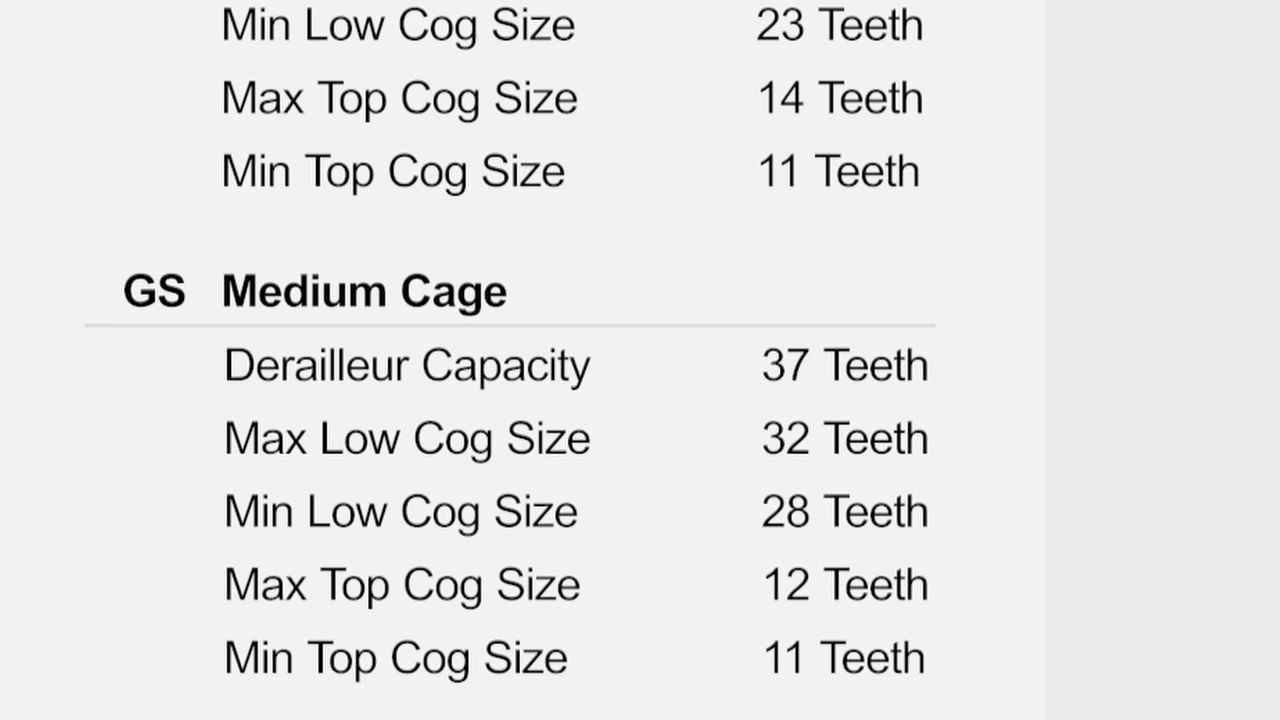 Min Low Cog Size 23 Teeth
Max Top Cog Size 14 Teeth
Min Top Cog Size 11 Teeth
GS Medium Cage
Derailleur Capacity 37 Teeth
Max Low Cog Size 32 Teeth
Min Low Cog Size 28 Teeth
Max Top Cog Size 12 Teeth
Min Top Cog Size 11 Teeth